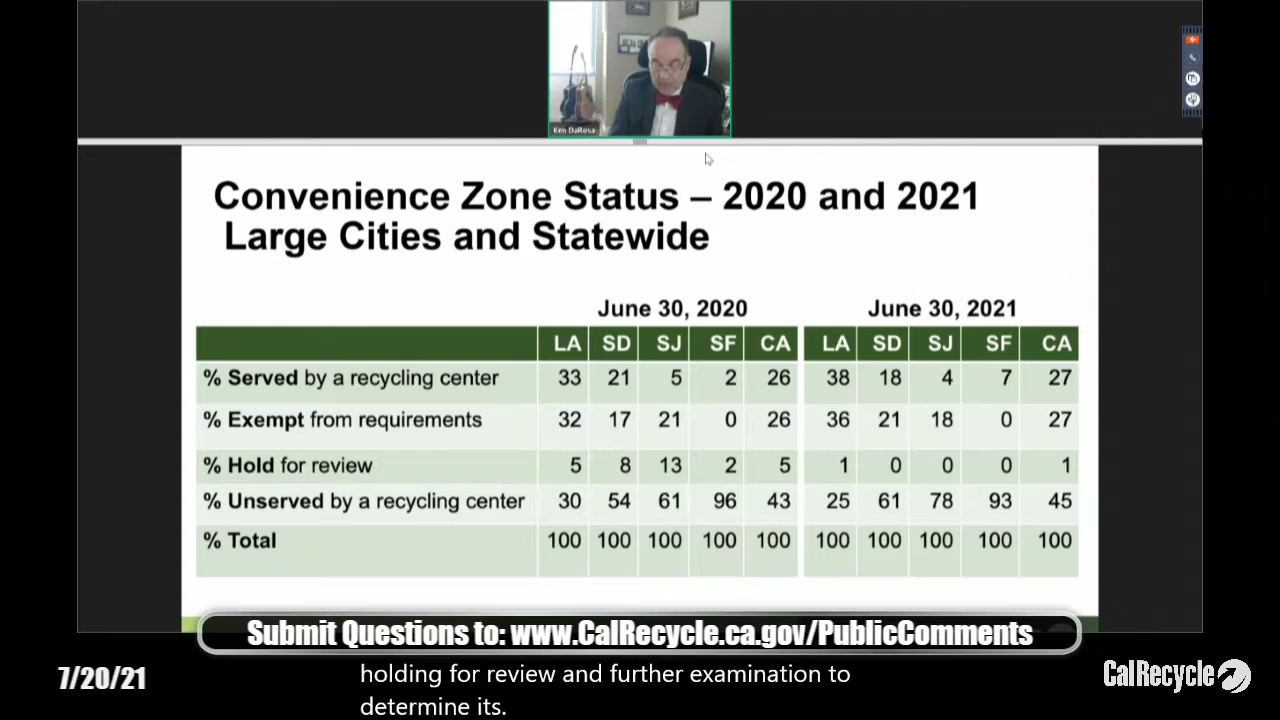 Kim DaRosa
Convenience Zone Status – 2020 and 2021
Large Cities and Statewide
June 30, 2020 June 30, 2021
LA SD SJ SF CA LA SD SJ SF CA
% Served by a recycling center 33 21 5 2 26 38 18 4 7 27
% Exempt from requirements 32 17 21 0 26 36 21 18 0 27
% Hold for review 5 8 13 2 5 1 0 0 0 1
% Unserved by a recycling center 30 54 61 96 43 25 61 78 93 45
% Total 100 100 100 100 100 100 100 100 100 100
Submit Questions to: www.CalRecycle.ca.gov/PublicComments
7/20/21
holding for review and further examination to
determine its.
CalRecycle